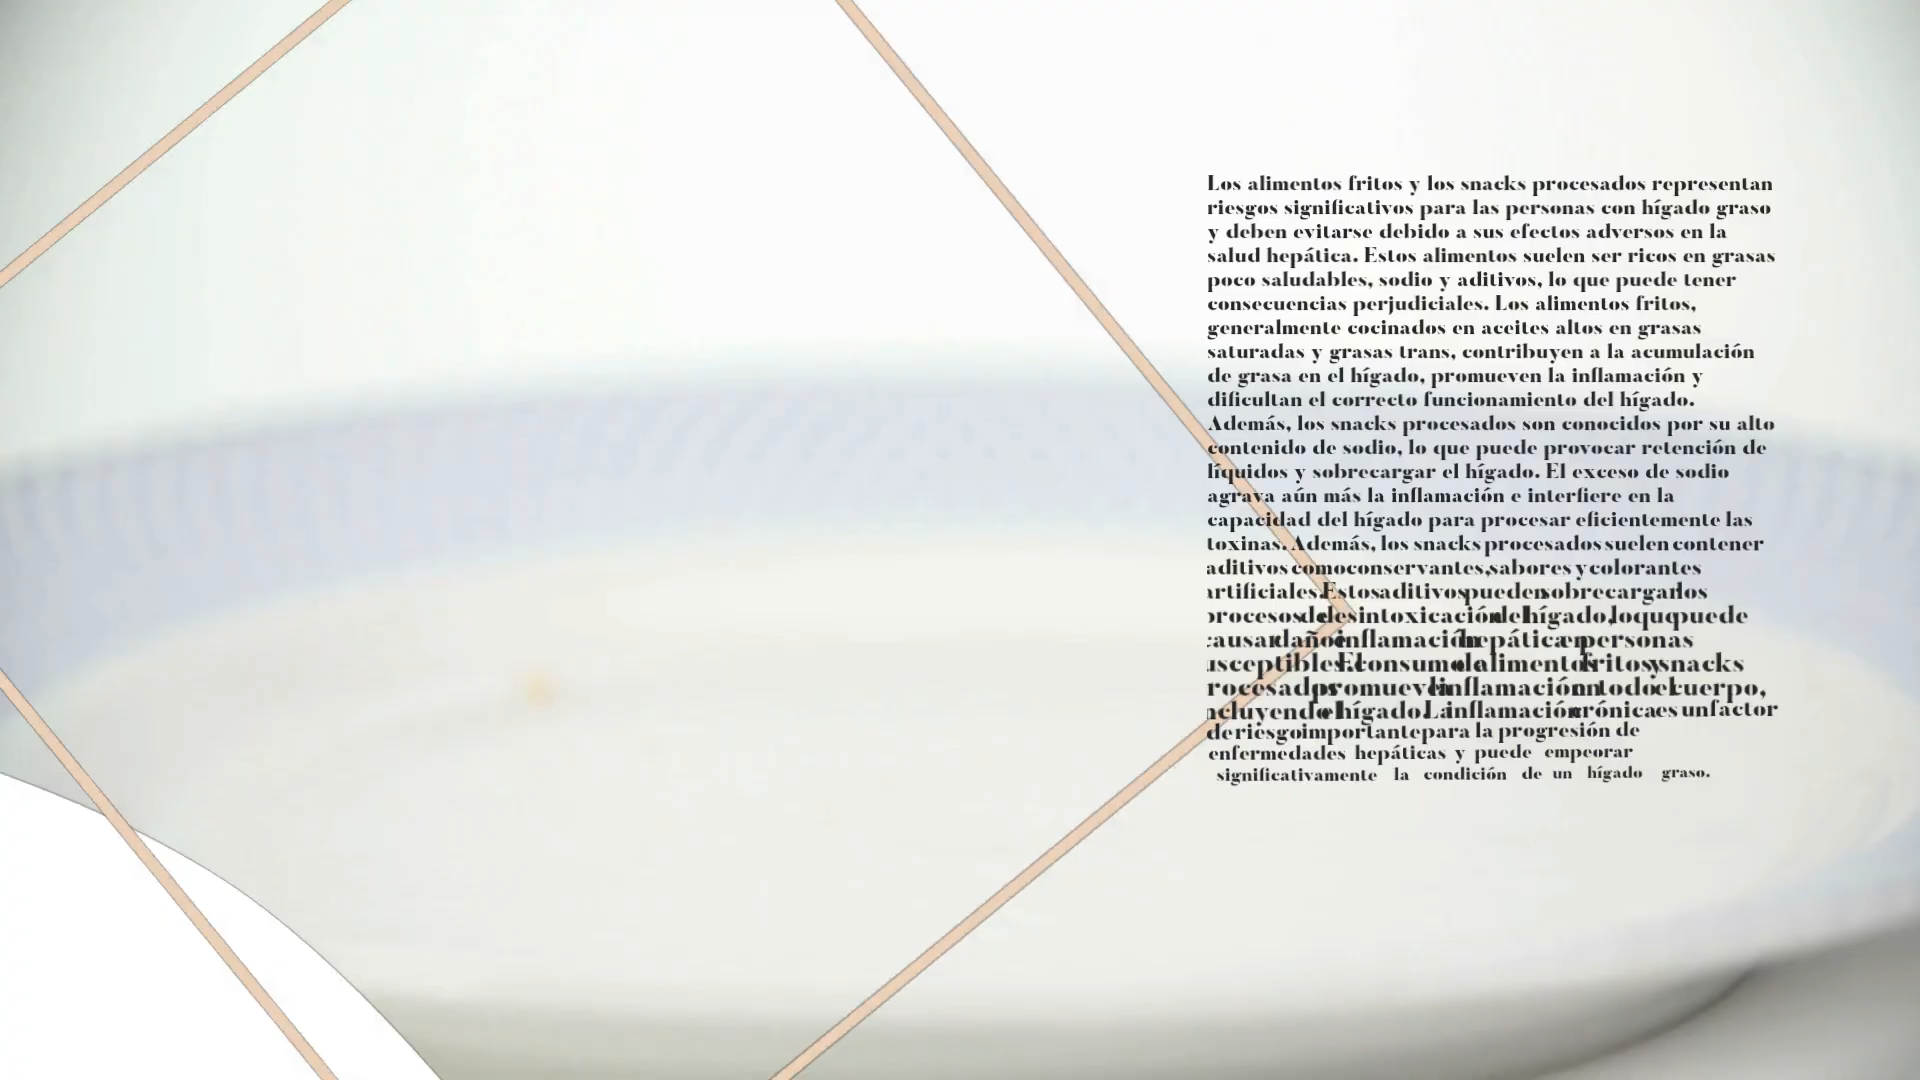 Los alimentos fritos y los snacks procesados representan
riesgos significativos para las personas con hígado graso
y deben evitarse debido a sus efectos adversos en la
salud hepática. Estos alimentos suelen ser ricos en grasas
poco saludables, sodio y aditivos, lo que puede tener
consecuencias perjudiciales. Los alimentos fritos,
generalmente cocinados en aceites altos en grasas
saturadas y grasas trans, contribuyen a la acumulación
de grasa en el hígado, promueven la inflamación y
dificultan el correcto funcionamiento del hígado.
Además, los snacks procesados son conocidos por su alto
contenido de sodio, lo que puede provocar retención de
líquidos y sobrecargar el hígado. El exceso de sodio
agrava aún más la inflamación e interfiere en la
capacidad del hígado para procesar eficientemente las
toxinas. Además, los snacks procesados suelen contener
aditivos como conservantes, sabores y colorantes
artificiales. Estos aditivos pueden sobrecargar los
procesos de desintoxicación del hígado, lo que puede
causar daño e inflamación hepática en personas
susceptibles. El consumo de alimentos fritos y snacks
procesados promueve la inflamación en todo el cuerpo,
incluyendo el hígado. La inflamación crónica es un factor
de riesgo importante para la progresión de
enfermedades hepáticas y puede empeorar
significativamente la condición de un hígado graso.